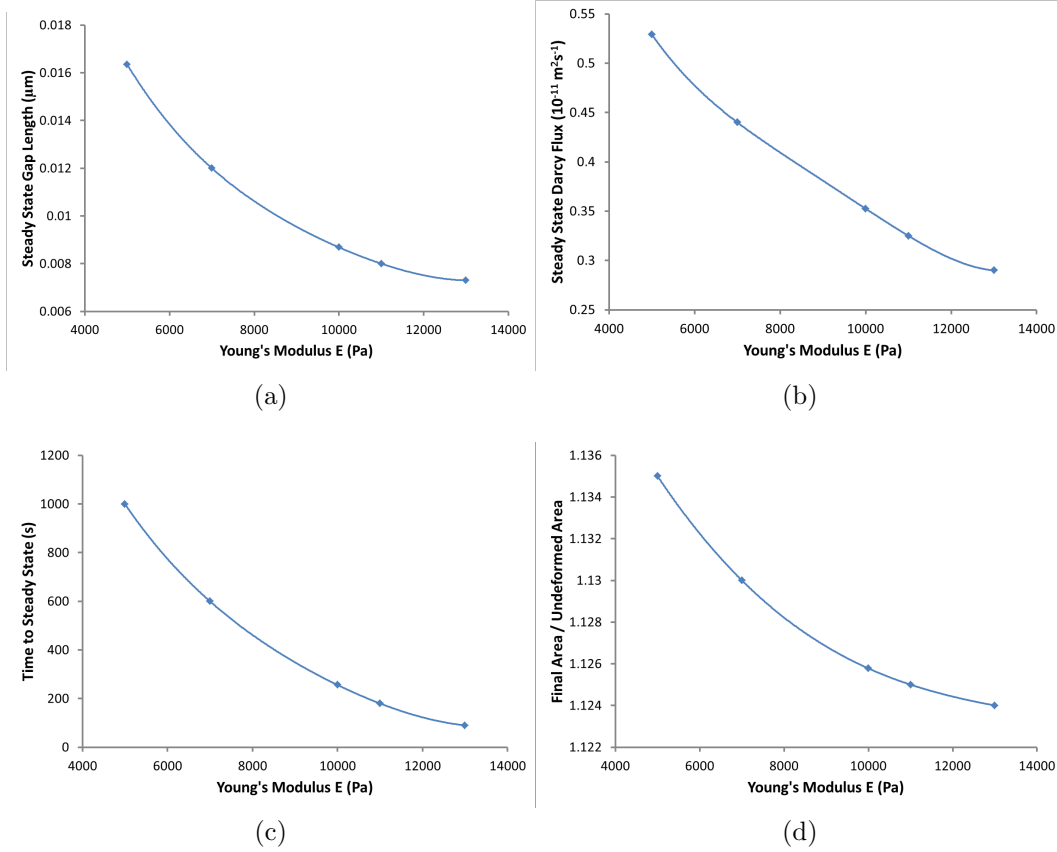 0.018
0.016
0.014
0.012
0.01
0.008
0.006
Steady State Gap Length (μm)
4000 6000 8000 10000 12000 14000
Young's Modulus E (Pa)
(a)
0.55
0.5
0.45
0.4
0.35
0.3
0.25
Steady State Darcy Flux (10⁻¹¹ m²s⁻¹)
4000 6000 8000 10000 12000 14000
Young's Modulus E (Pa)
(b)
1200
1000
800
600
400
200
0
Time to Steady State (s)
4000 6000 8000 10000 12000 14000
Young's Modulus E (Pa)
(c)
1.136
1.134
1.132
1.13
1.128
1.126
1.124
1.122
Final Area / Undeformed Area
4000 6000 8000 10000 12000 14000
Young's Modulus E (Pa)
(d)